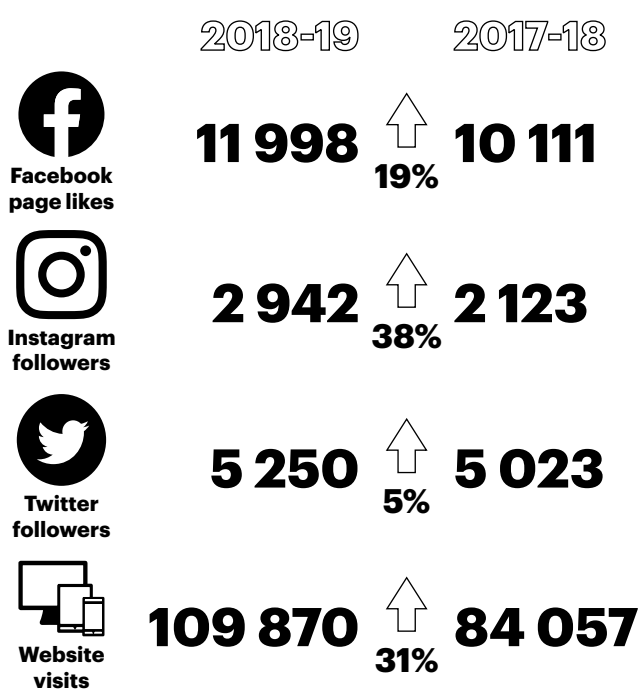 2018-19 2017-18
11 998 10 111
19%
Facebook
page likes
2 942 2 123
38%
Instagram
followers
5 250 5 023
5%
Twitter
followers
109 870 84 057
31%
Website
visits